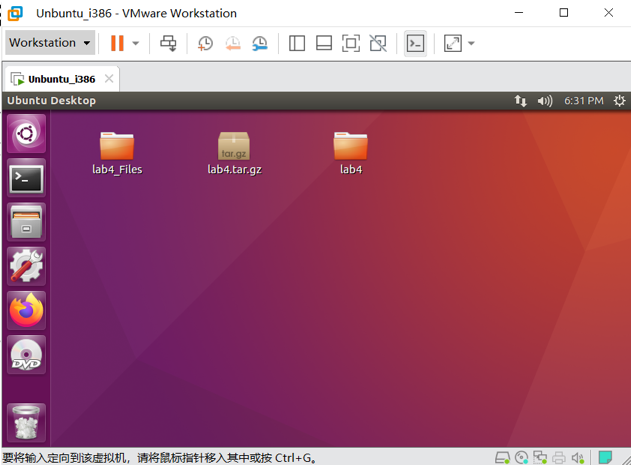 Unbuntu_i386 - VMware Workstation
Workstation
Unbuntu_i386
Ubuntu Desktop
6:31 PM
lab4_Files
tar.gz
lab4.tar.gz
lab4
DVD
要将输入定向到该虚拟机，请将鼠标指针移入其中或按 Ctrl+G。